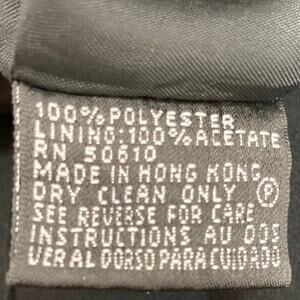 100% POLYESTER
LINING: 100% ACETATE
RN 50610
MADE IN HONG KONG
DRY CLEAN ONLY Ⓟ
SEE REVERSE FOR CARE
INSTRUCTIONS AU DOS
VER AL DORSO PARA CUIDADO